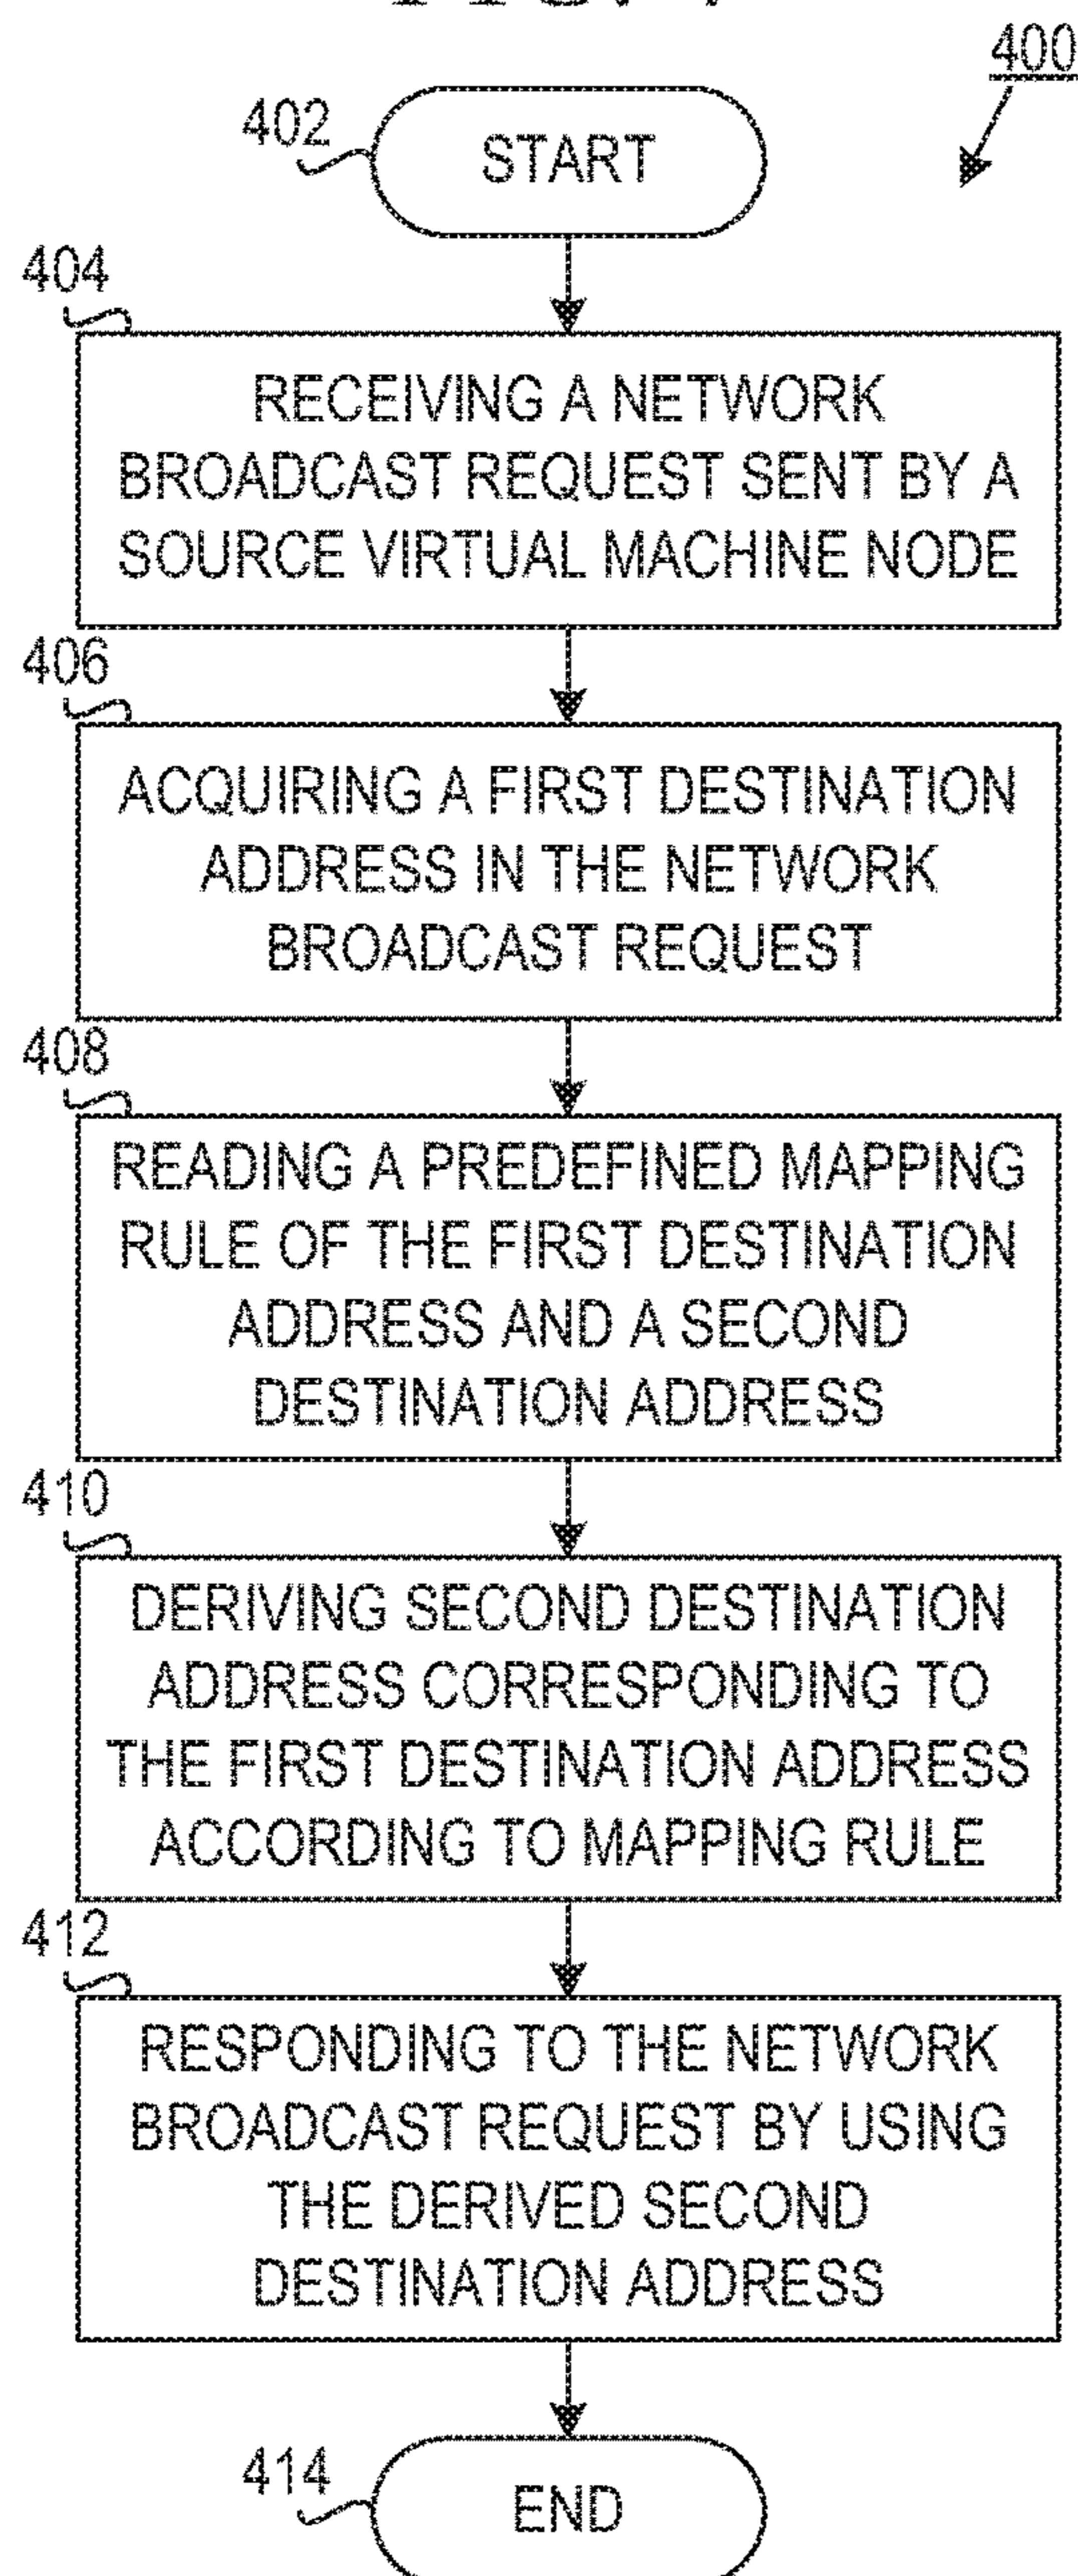 400
402
START
404
RECEIVING A NETWORK
BROADCAST REQUEST SENT BY A
SOURCE VIRTUAL MACHINE NODE
406
ACQUIRING A FIRST DESTINATION
ADDRESS IN THE NETWORK
BROADCAST REQUEST
408
READING A PREDEFINED MAPPING
RULE OF THE FIRST DESTINATION
ADDRESS AND A SECOND
DESTINATION ADDRESS
410
DERIVING SECOND DESTINATION
ADDRESS CORRESPONDING TO
THE FIRST DESTINATION ADDRESS
ACCORDING TO MAPPING RULE
412
RESPONDING TO THE NETWORK
BROADCAST REQUEST BY USING
THE DERIVED SECOND
DESTINATION ADDRESS
414
END